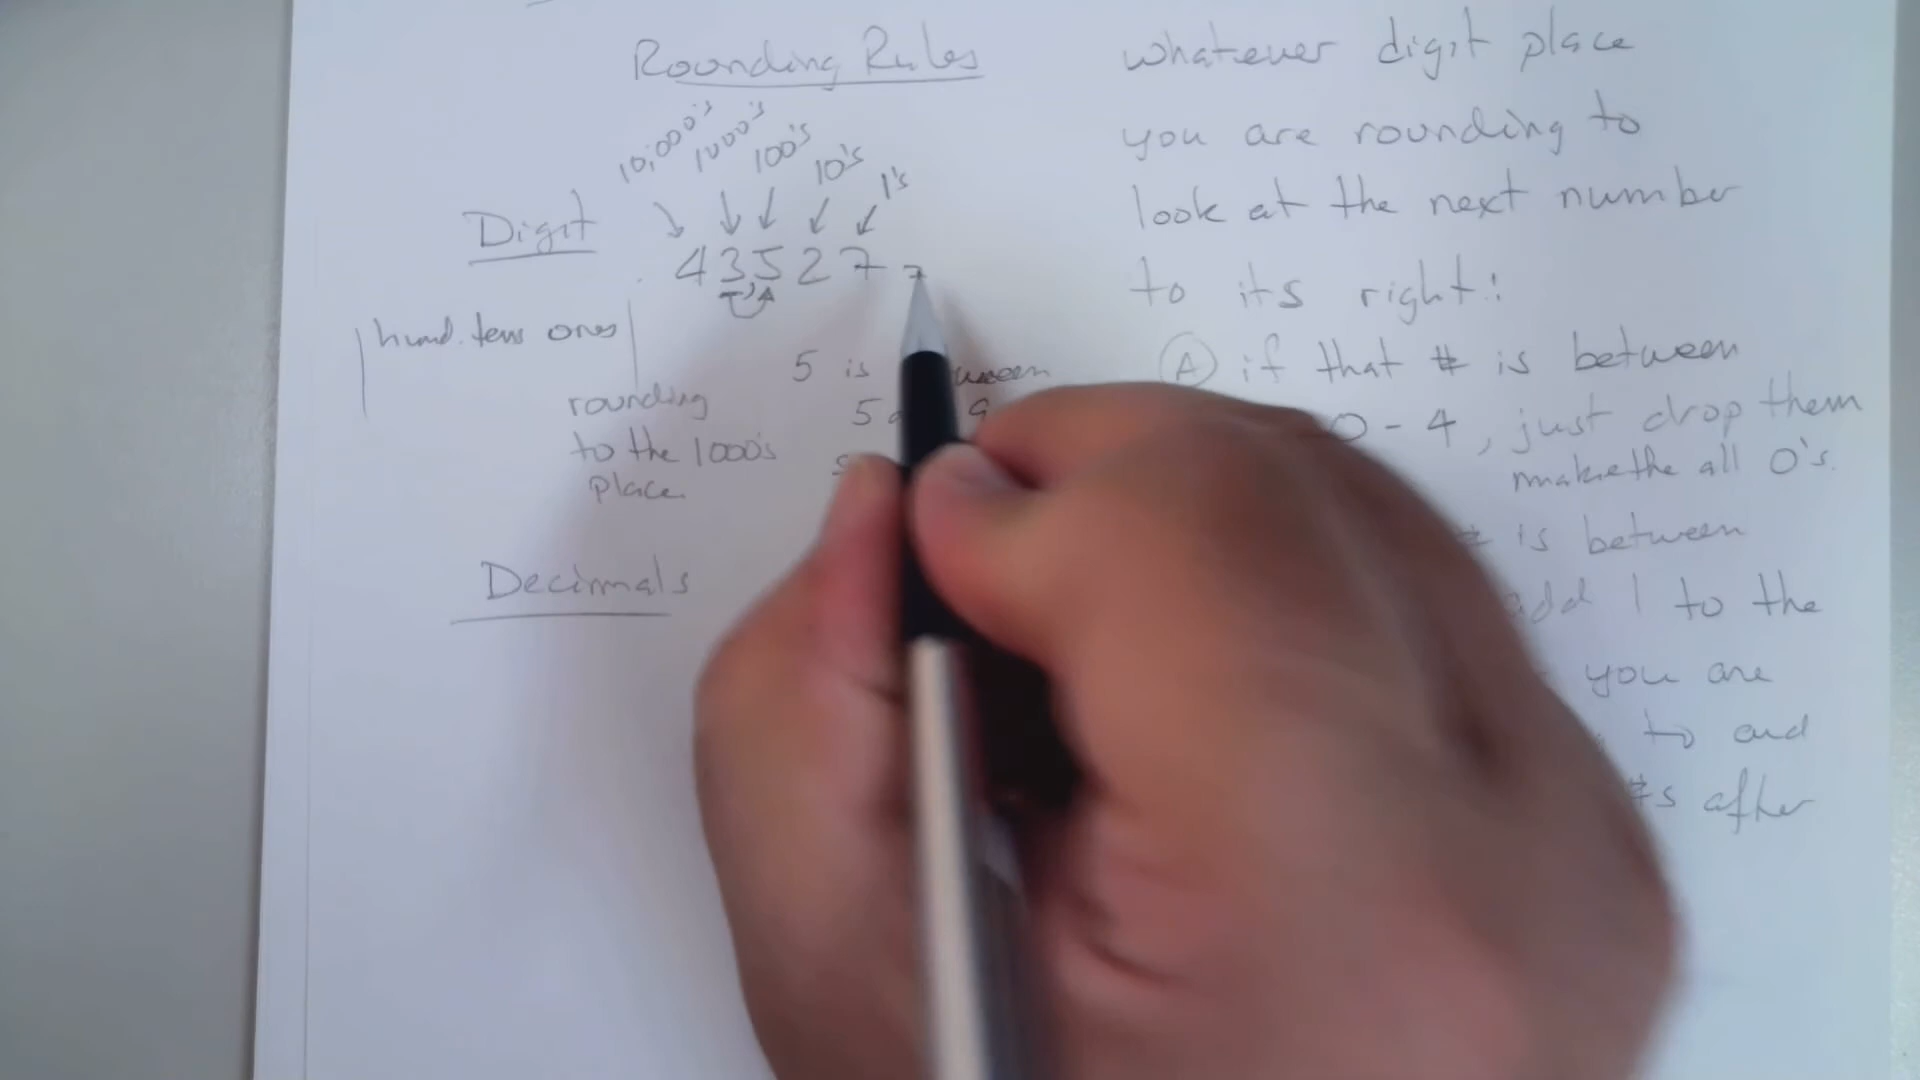 Rounding Rules
10,000's 1000's 100's 10's 1's
Digit
43527
hund. tens ones
5 is
5
rounding
to the 1000's
place.
Decimals
whatever digit place
you are rounding to
look at the next number
to its right:
(A) if that # is between
0-4, just drop them
make the all 0's.
# is between
add 1 to the
you are
to and
#s after